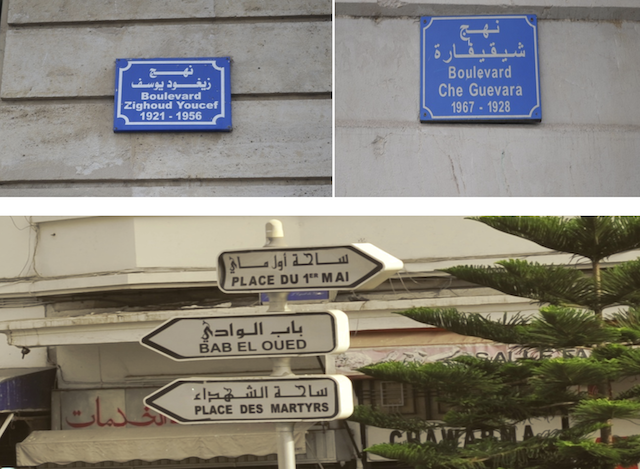 نهج
زيغود يوسف
Boulevard
Zighoud Youcef
1921 - 1956
نهج
شيقيفارة
Boulevard
Che Guevara
1967 - 1928
ساحة أول ماي
PLACE DU 1ER MAI
باب الوادي
BAB EL OUED
ساحة الشهداء
PLACE DES MARTYRS
الخدمات
CHAWARMA